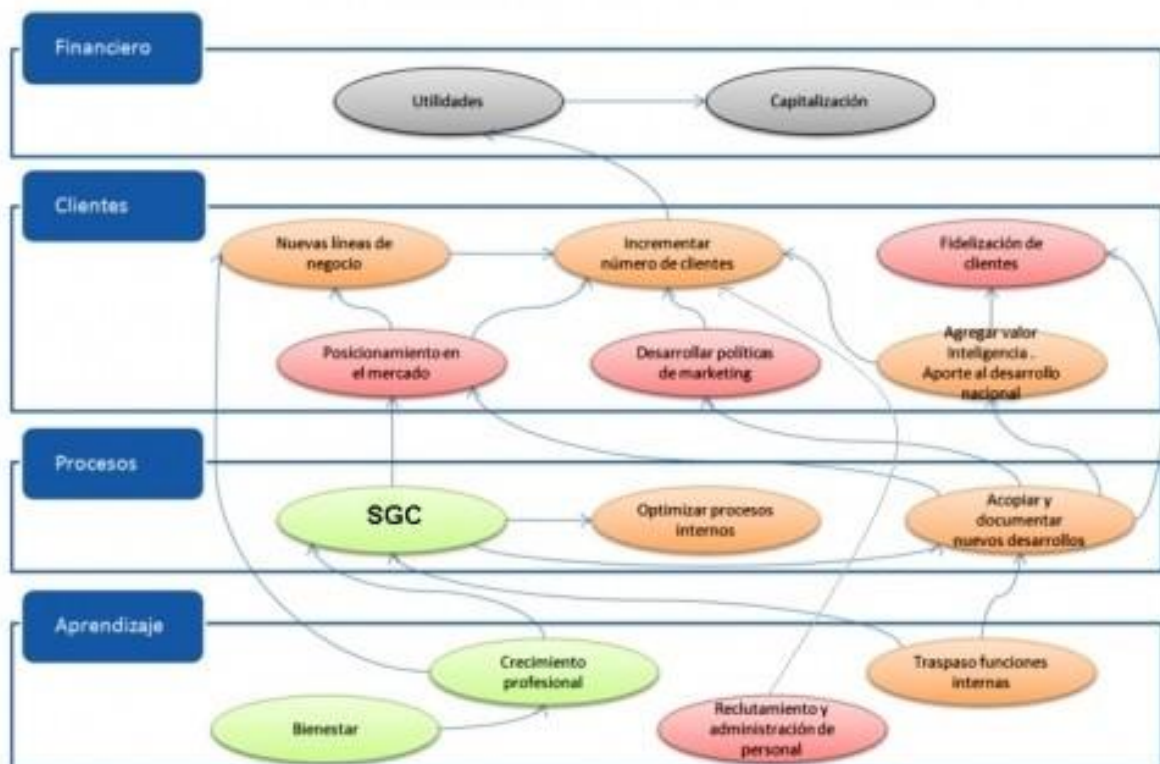 Financiero
Utilidades
Capitalización
Clientes
Nuevas líneas de
negocio
Incrementar
número de clientes
Fidelización de
clientes
Posicionamiento en
el mercado
Desarrollar políticas
de marketing
Agregar valor
Inteligencia .
Aporte al desarrollo
nacional
Procesos
SGC
Optimizar procesos
internos
Acopiar y
documentar
nuevos desarrollos
Aprendizaje
Crecimiento
profesional
Traspaso funciones
internas
Bienestar
Reclutamiento y
administración de
personal